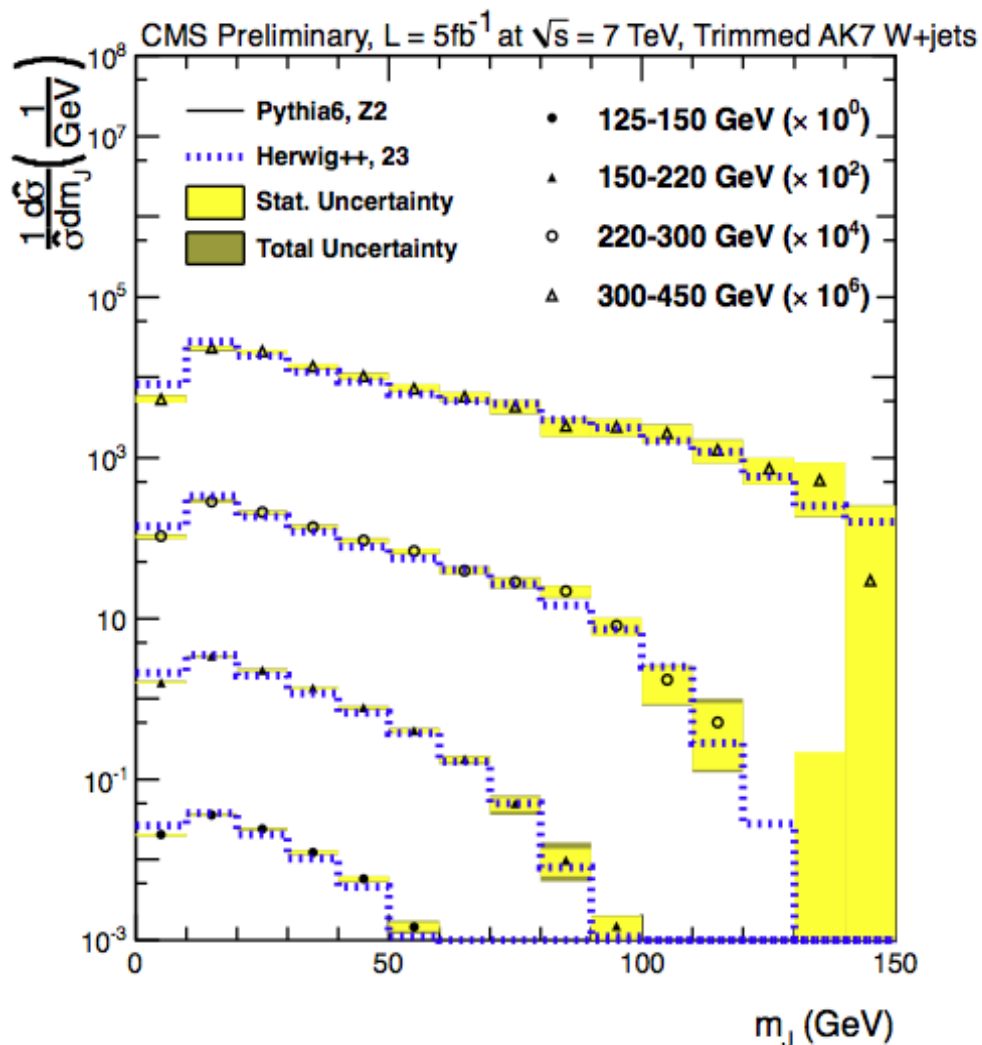 CMS Preliminary, L = 5fb⁻¹ at √s = 7 TeV, Trimmed AK7 W+jets
1/σ̂ dσ̂/dm_J (1/GeV)
Pythia6, Z2
Herwig++, 23
Stat. Uncertainty
Total Uncertainty
125-150 GeV (× 10⁰)
150-220 GeV (× 10²)
220-300 GeV (× 10⁴)
300-450 GeV (× 10⁶)
10⁸
10⁷
10⁵
10³
10
10⁻¹
10⁻³
0 50 100 150
m_J (GeV)